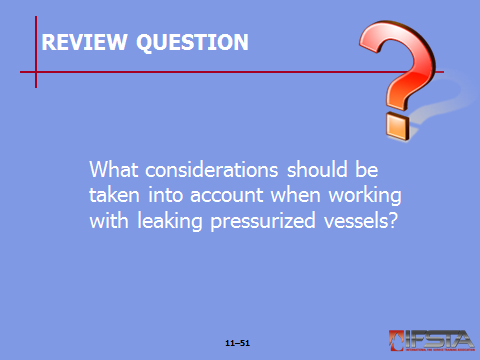 REVIEW QUESTION
What considerations should be
taken into account when working
with leaking pressurized vessels?
11–51
IFSTA